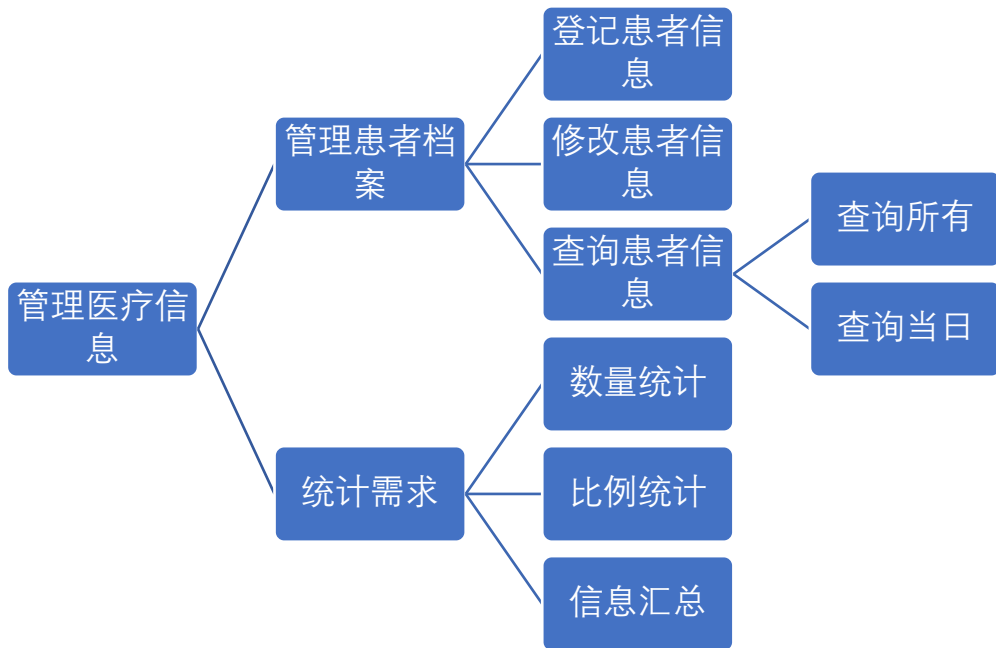 登记患者信
息
管理患者档
案
修改患者信
息
查询所有
查询患者信
息
管理医疗信
息
查询当日
数量统计
统计需求
比例统计
信息汇总